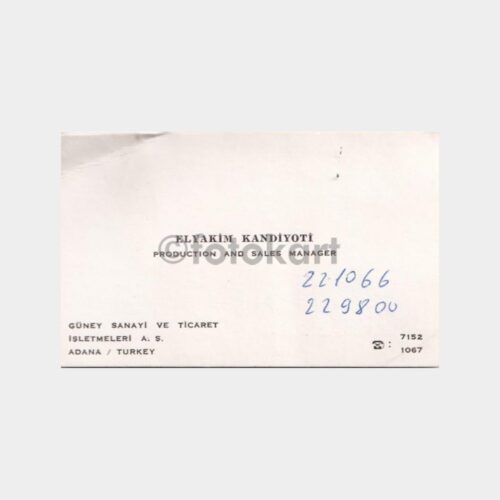 ©fotokart
ELYAKİM KANDİYOTİ
PRODUCTION AND SALES MANAGER
221066
229800
GÜNEY SANAYİ VE TİCARET
İŞLETMELERİ A. Ş.
ADANA / TURKEY
☎ : 7152
1067